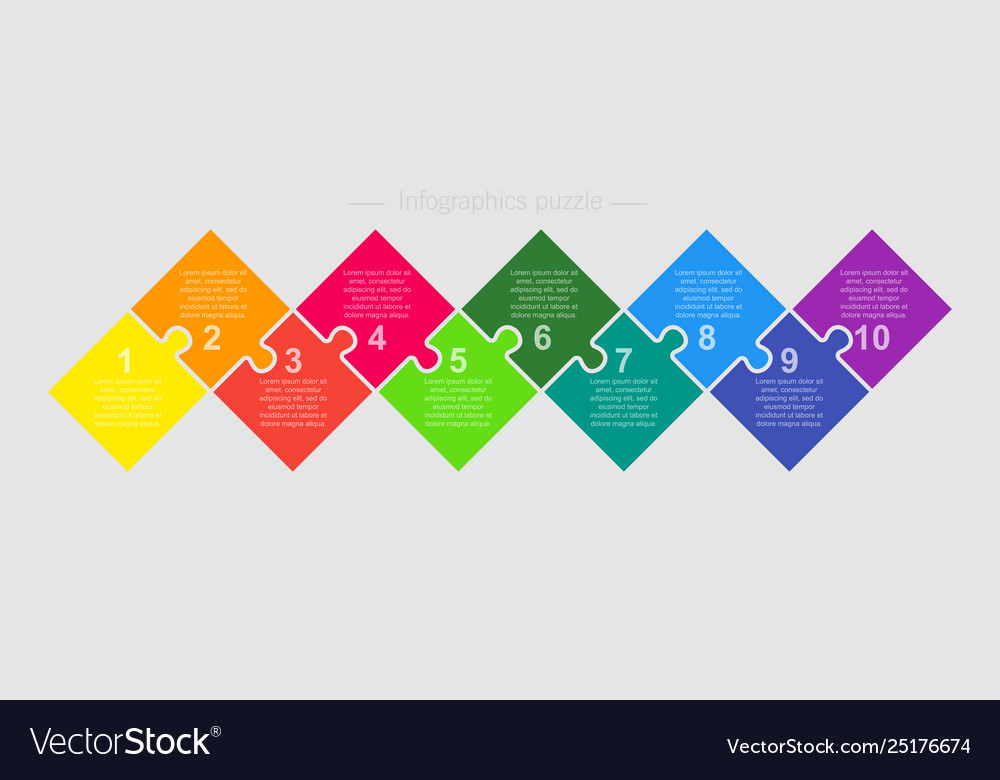 Infographics puzzle
1
Lorem ipsum dolor sit
amet, consectetur
adipiscing elit, sed do
eiusmod tempor
incididunt ut labore et
dolore magna aliqua.
Lorem ipsum dolor sit
amet, consectetur
adipiscing elit, sed do
eiusmod tempor
incididunt ut labore et
dolore magna aliqua.
2
3
Lorem ipsum dolor sit
amet, consectetur
adipiscing elit, sed do
eiusmod tempor
incididunt ut labore et
dolore magna aliqua.
Lorem ipsum dolor sit
amet, consectetur
adipiscing elit, sed do
eiusmod tempor
incididunt ut labore et
dolore magna aliqua.
4
5
Lorem ipsum dolor sit
amet, consectetur
adipiscing elit, sed do
eiusmod tempor
incididunt ut labore et
dolore magna aliqua.
Lorem ipsum dolor sit
amet, consectetur
adipiscing elit, sed do
eiusmod tempor
incididunt ut labore et
dolore magna aliqua.
6
7
Lorem ipsum dolor sit
amet, consectetur
adipiscing elit, sed do
eiusmod tempor
incididunt ut labore et
dolore magna aliqua.
Lorem ipsum dolor sit
amet, consectetur
adipiscing elit, sed do
eiusmod tempor
incididunt ut labore et
dolore magna aliqua.
8
9
Lorem ipsum dolor sit
amet, consectetur
adipiscing elit, sed do
eiusmod tempor
incididunt ut labore et
dolore magna aliqua.
Lorem ipsum dolor sit
amet, consectetur
adipiscing elit, sed do
eiusmod tempor
incididunt ut labore et
dolore magna aliqua.
10
VectorStock®
VectorStock.com/25176674